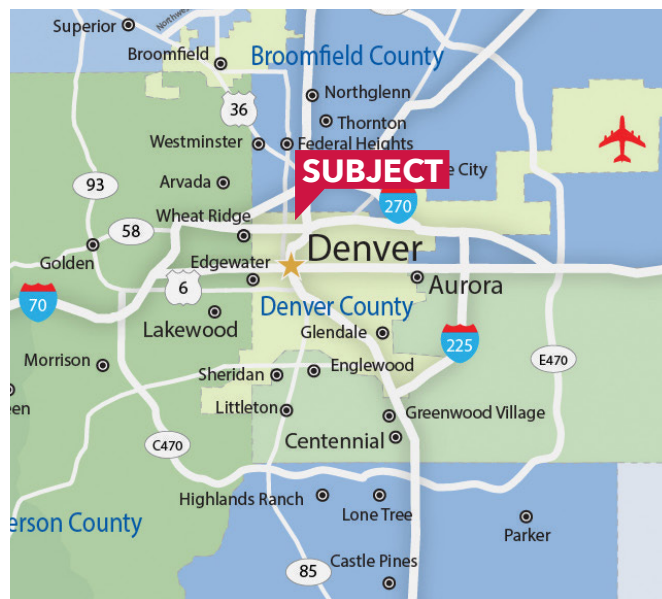 Superior
Northwe
Broomfield
Broomfield County
36
Northglenn
Thornton
Westminster
Federal Heights
SUBJECT
e City
93
Arvada
270
Wheat Ridge
58
Golden
Edgewater
Denver
6
Aurora
70
Denver County
Lakewood
Glendale
225
Morrison
Englewood
E470
Sheridan
een
Littleton
Greenwood Village
C470
Centennial
Highlands Ranch
Lone Tree
erson County
Parker
Castle Pines
85